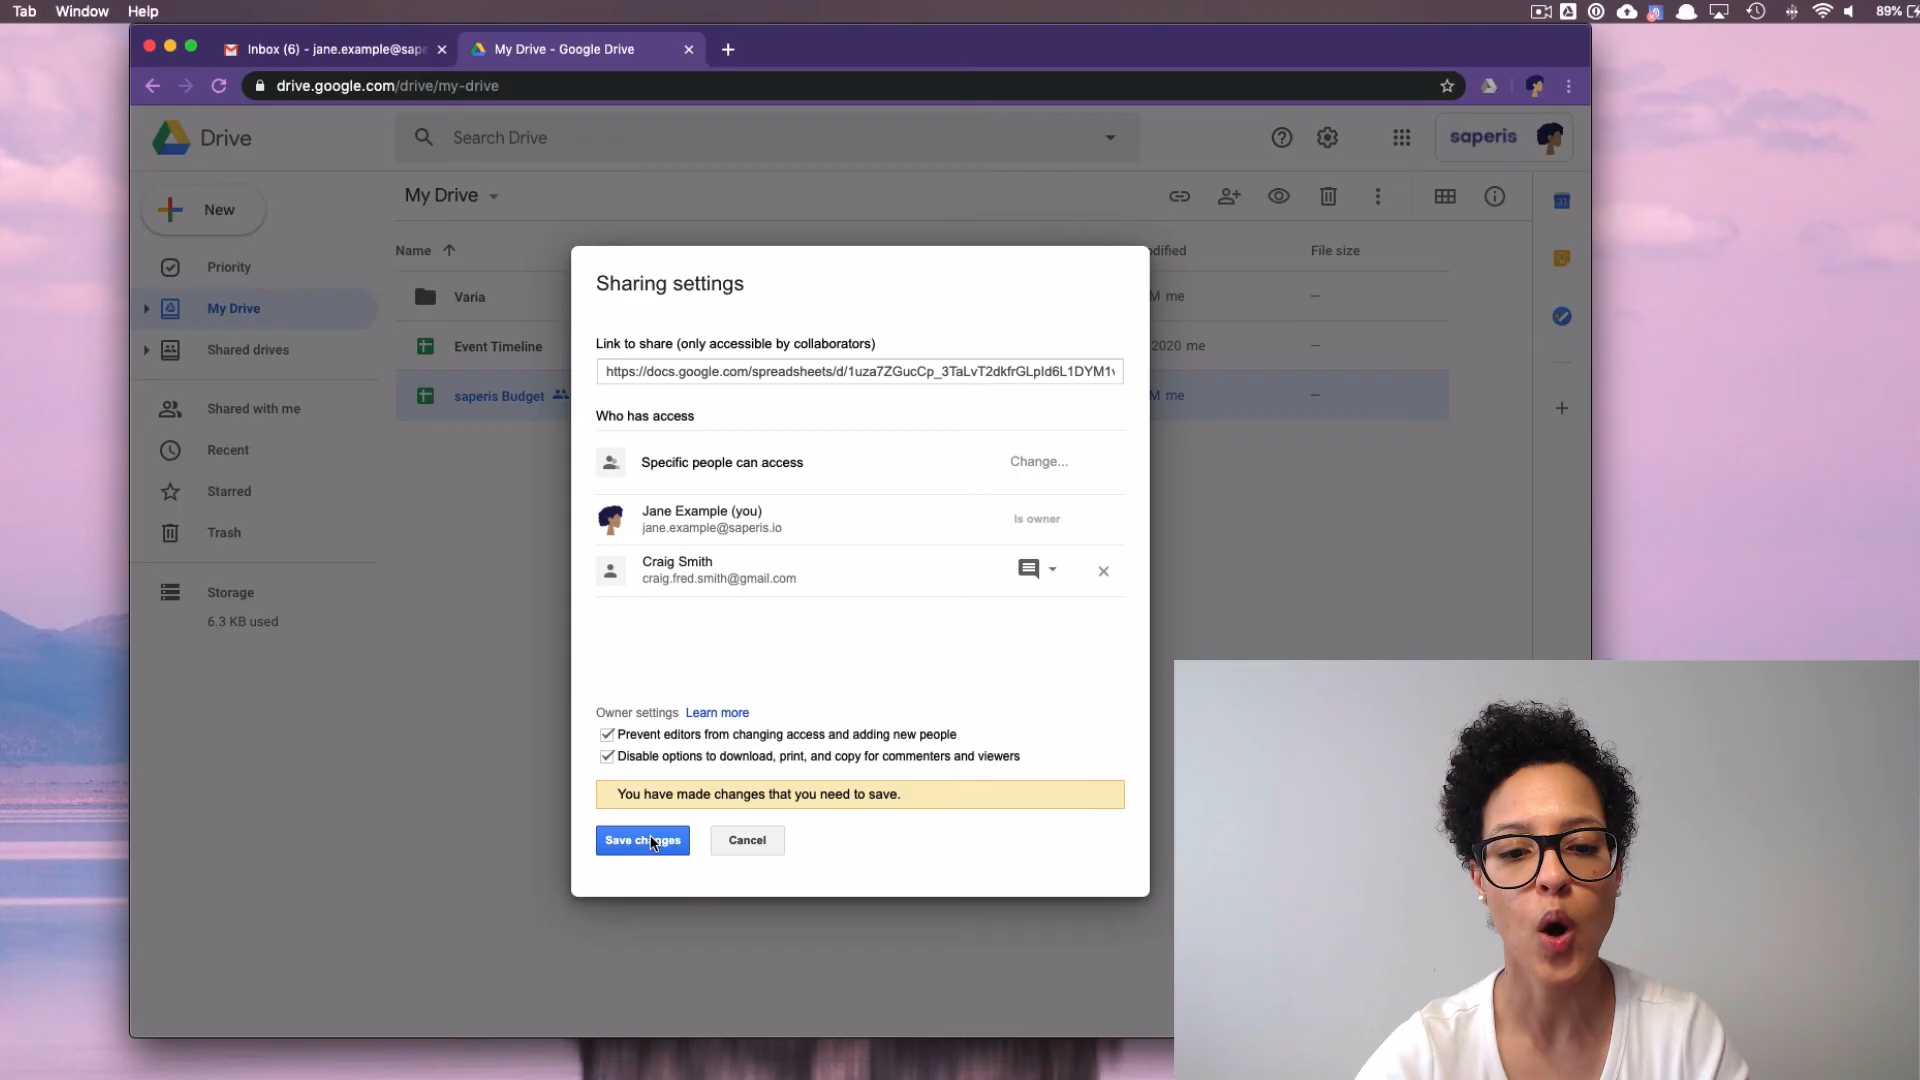 Tab Window Help
89%
Inbox (6) - jane.example@sape
My Drive - Google Drive
drive.google.com/drive/my-drive
Drive
Search Drive
saperis
New
My Drive
Name
dified
File size
Priority
Varia
M me
–
My Drive
Shared drives
Event Timeline
2020 me
–
saperis Budget
M me
–
Shared with me
Recent
Starred
Trash
Storage
6.3 KB used
31
Sharing settings
Link to share (only accessible by collaborators)
https://docs.google.com/spreadsheets/d/1uza7ZGucCp_3TaLvT2dkfrGLpId6L1DYM1
Who has access
Specific people can access
Change...
Jane Example (you)
jane.example@saperis.io
Is owner
Craig Smith
craig.fred.smith@gmail.com
Owner settings Learn more
Prevent editors from changing access and adding new people
Disable options to download, print, and copy for commenters and viewers
You have made changes that you need to save.
Save changes
Cancel